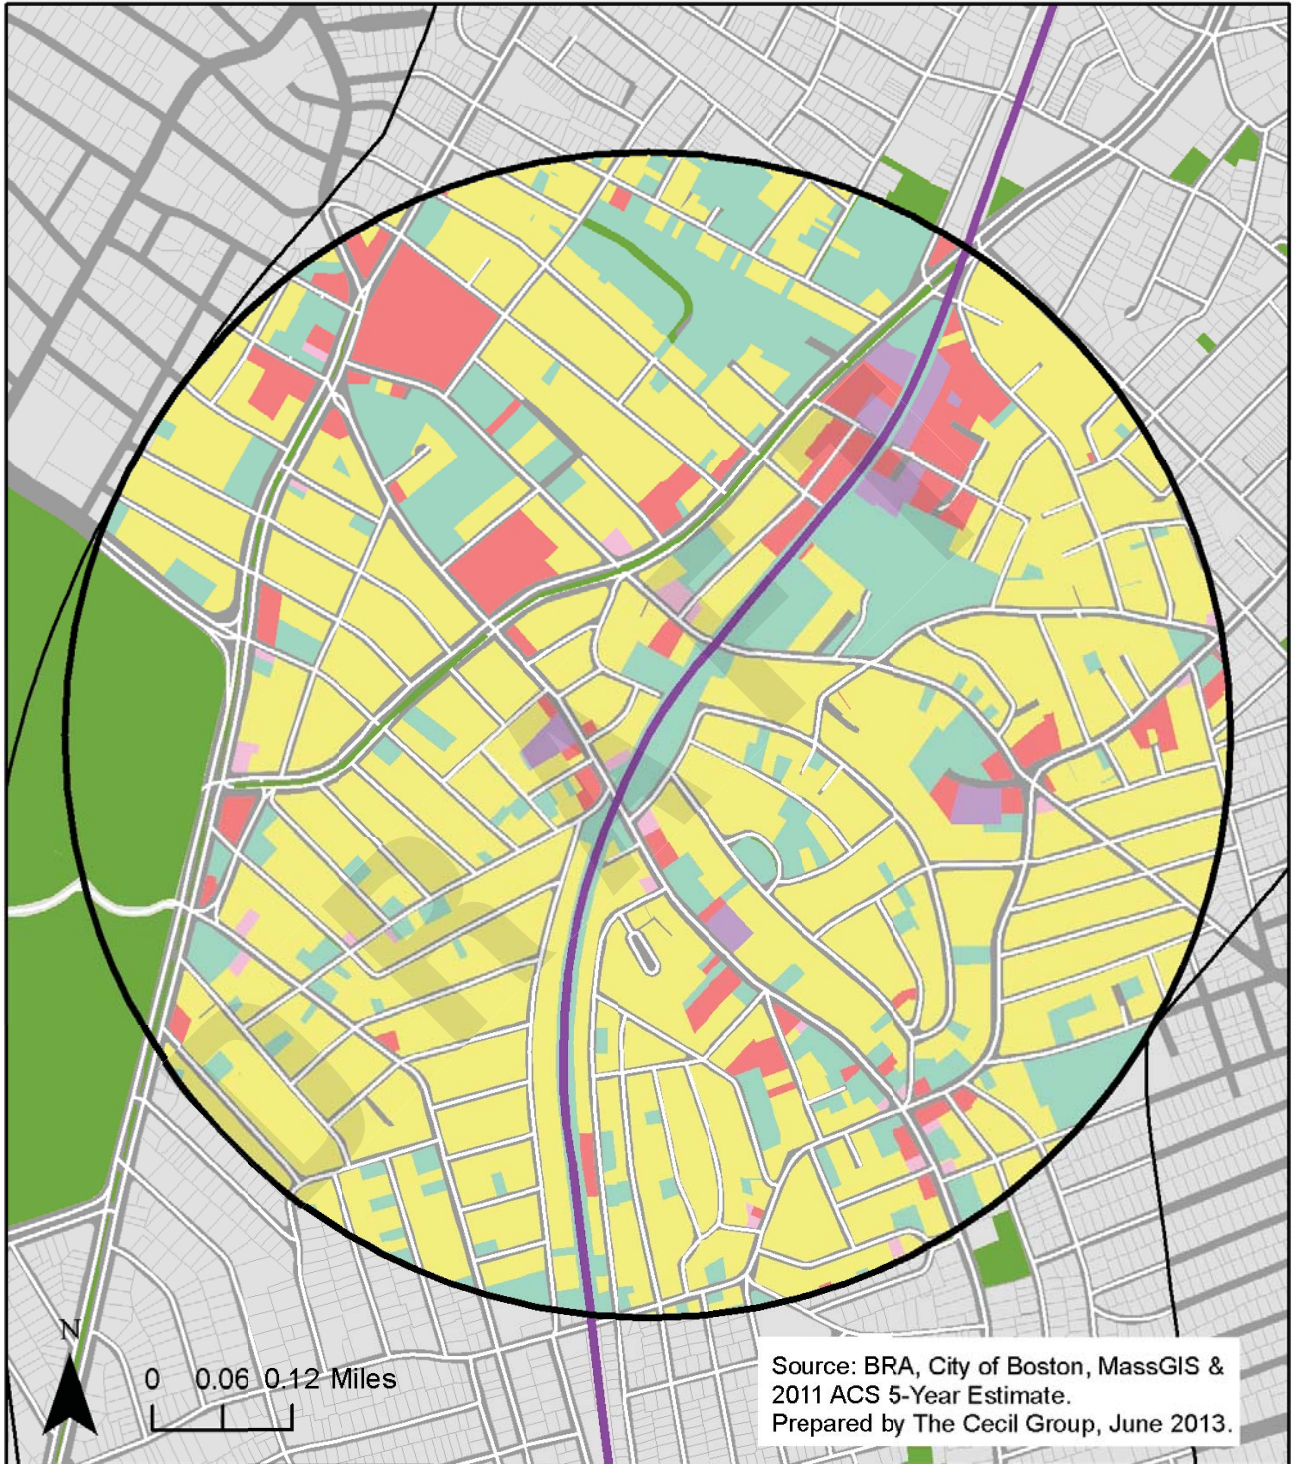 DRAFT
N
0 0.06 0.12 Miles
Source: BRA, City of Boston, MassGIS &
2011 ACS 5-Year Estimate.
Prepared by The Cecil Group, June 2013.